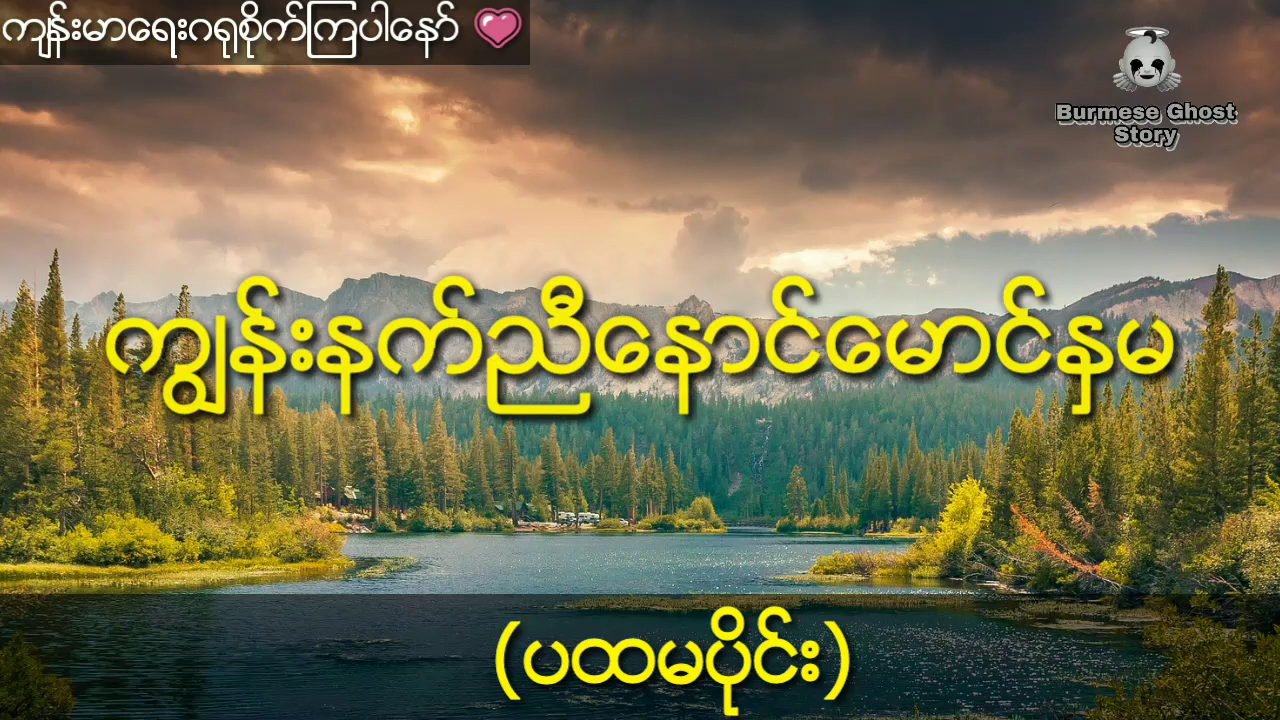 ကျန်းမာရေးဂရုစိုက်ကြပါနော် 💗
Burmese Ghost
Story
ကျွန်းနက်ညီနောင်မောင်နှမ
(ပထမပိုင်း)